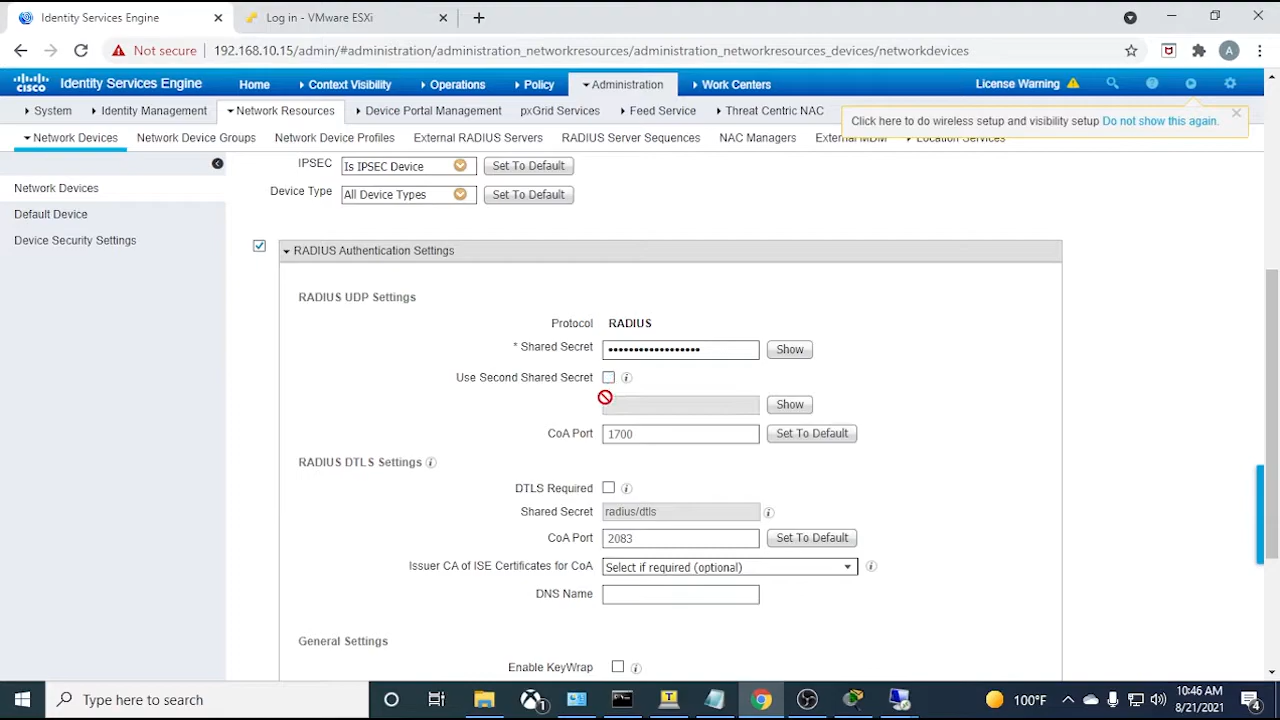 Identity Services Engine
Log in - VMware ESXi
Not secure 192.168.10.15/admin/#administration/administration_networkresources/administration_networkresources_devices/networkdevices
A
CISCO Identity Services Engine Home Context Visibility Operations Policy Administration Work Centers License Warning
System Identity Management Network Resources Device Portal Management pxGrid Services Feed Service Threat Centric NAC
Click here to do wireless setup and visibility setup Do not show this again.
Network Devices Network Device Groups Network Device Profiles External RADIUS Servers RADIUS Server Sequences NAC Managers External MDM Location Services
Network Devices
Default Device
Device Security Settings
IPSEC Is IPSEC Device Set To Default
Device Type All Device Types Set To Default
RADIUS Authentication Settings
RADIUS UDP Settings
Protocol RADIUS
* Shared Secret •••••••••••••••••• Show
Use Second Shared Secret
Show
CoA Port 1700 Set To Default
RADIUS DTLS Settings
DTLS Required
Shared Secret radius/dtls
CoA Port 2083 Set To Default
Issuer CA of ISE Certificates for CoA Select if required (optional)
DNS Name
General Settings
Enable KeyWrap
Type here to search
1
100°F
10:46 AM
8/21/2021
4